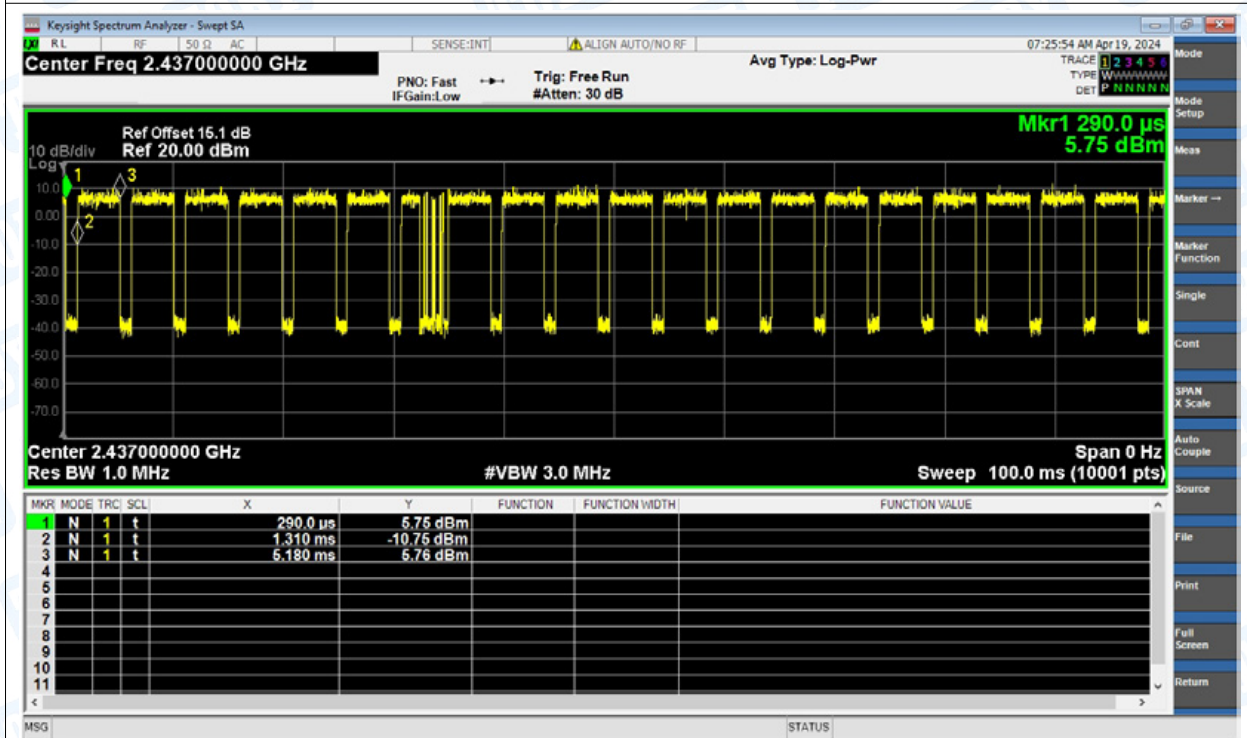 Keysight Spectrum Analyzer - Swept SA
RL RF 50 Ω AC SENSE:INT ALIGN AUTO/NO RF 07:25:54 AM Apr 19, 2024
Center Freq 2.437000000 GHz
PNO: Fast
IFGain:Low
Trig: Free Run
#Atten: 30 dB
Avg Type: Log-Pwr
TRACE 1 2 3 4 5 6
TYPE WWWWWW
DET P N N N N N
Mkr1 290.0 µs
5.75 dBm
Ref Offset 15.1 dB
10 dB/div Ref 20.00 dBm
Log
1
3
2
10.0
0.00
-10.0
-20.0
-30.0
-40.0
-50.0
-60.0
-70.0
Center 2.437000000 GHz Span 0 Hz
Res BW 1.0 MHz #VBW 3.0 MHz Sweep 100.0 ms (10001 pts)
MKR MODE TRC SCL X Y FUNCTION FUNCTION WIDTH FUNCTION VALUE
1 N 1 t 290.0 µs 5.75 dBm
2 N 1 t 1.310 ms -10.75 dBm
3 N 1 t 5.180 ms 5.76 dBm
4
5
6
7
8
9
10
11
MSG STATUS
Mode
Mode Setup
Meas
Marker →
Marker Function
Single
Cont
SPAN X Scale
Auto Couple
Source
File
Print
Full Screen
Return